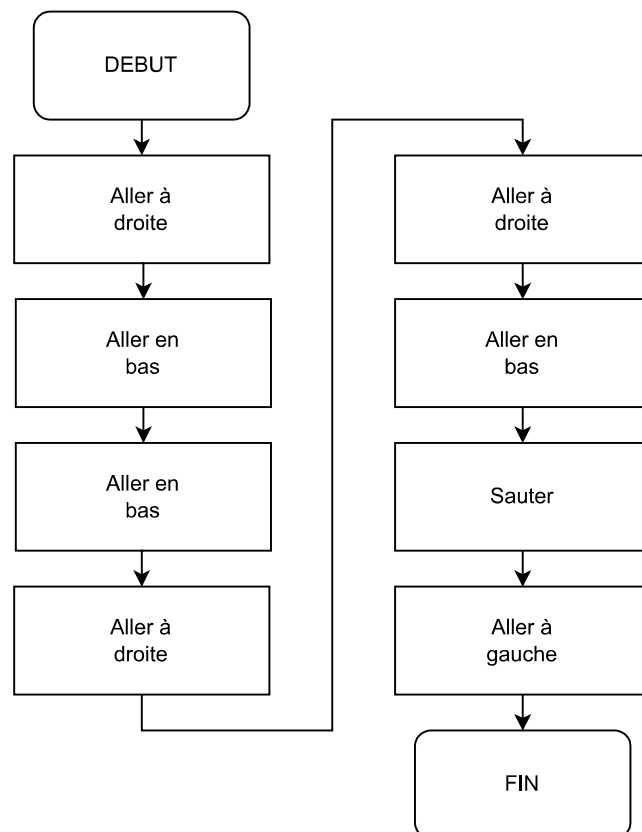 DEBUT
Aller à
droite
Aller en
bas
Aller en
bas
Aller à
droite
Aller à
droite
Aller en
bas
Sauter
Aller à
gauche
FIN